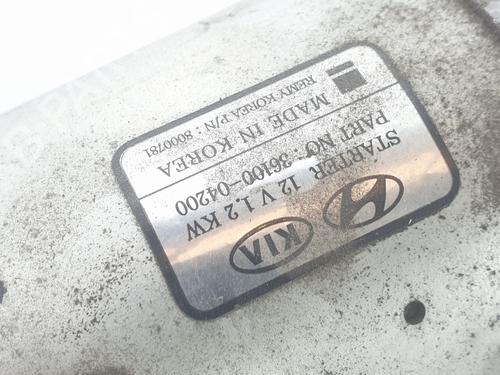 KIA
STARTER 12 V 1.2 KW
PART NO : 36100-04200
MADE IN KOREA
REMY KOREA P/N : 8000781